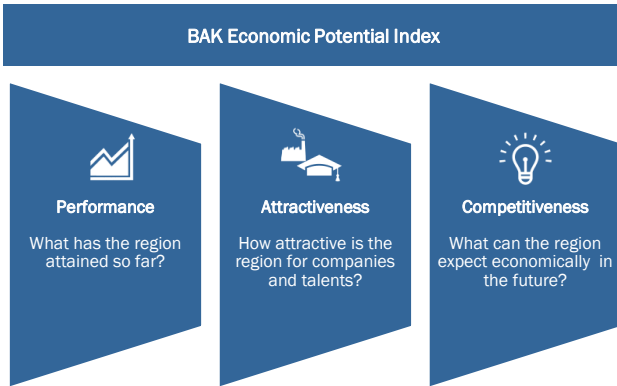 BAK Economic Potential Index
Performance
What has the region
attained so far?
Attractiveness
How attractive is the
region for companies
and talents?
Competitiveness
What can the region
expect economically  in
the future?